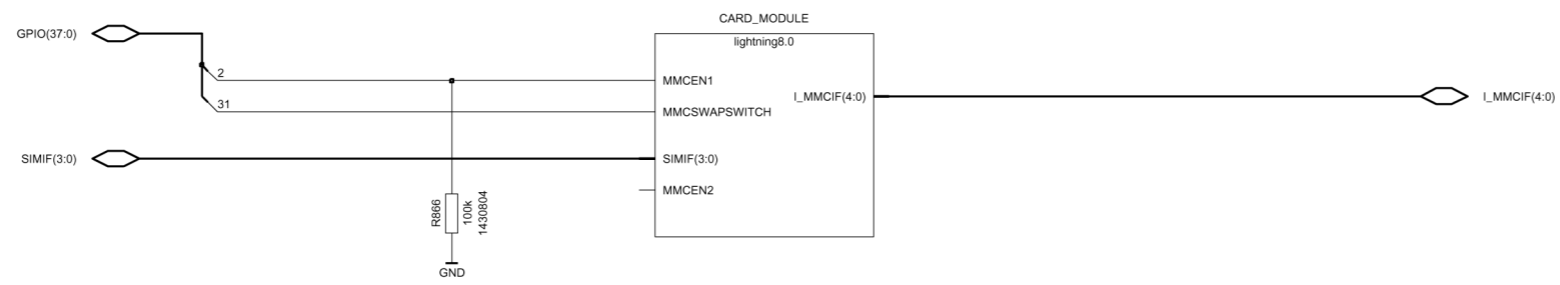 CARD_MODULE
lightning8.0
GPIO(37:0)
2
MMCEN1
I_MMCIF(4:0)
I_MMCIF(4:0)
31
MMCSWAPSWITCH
SIMIF(3:0)
SIMIF(3:0)
MMCEN2
R866
100k
1430804
GND